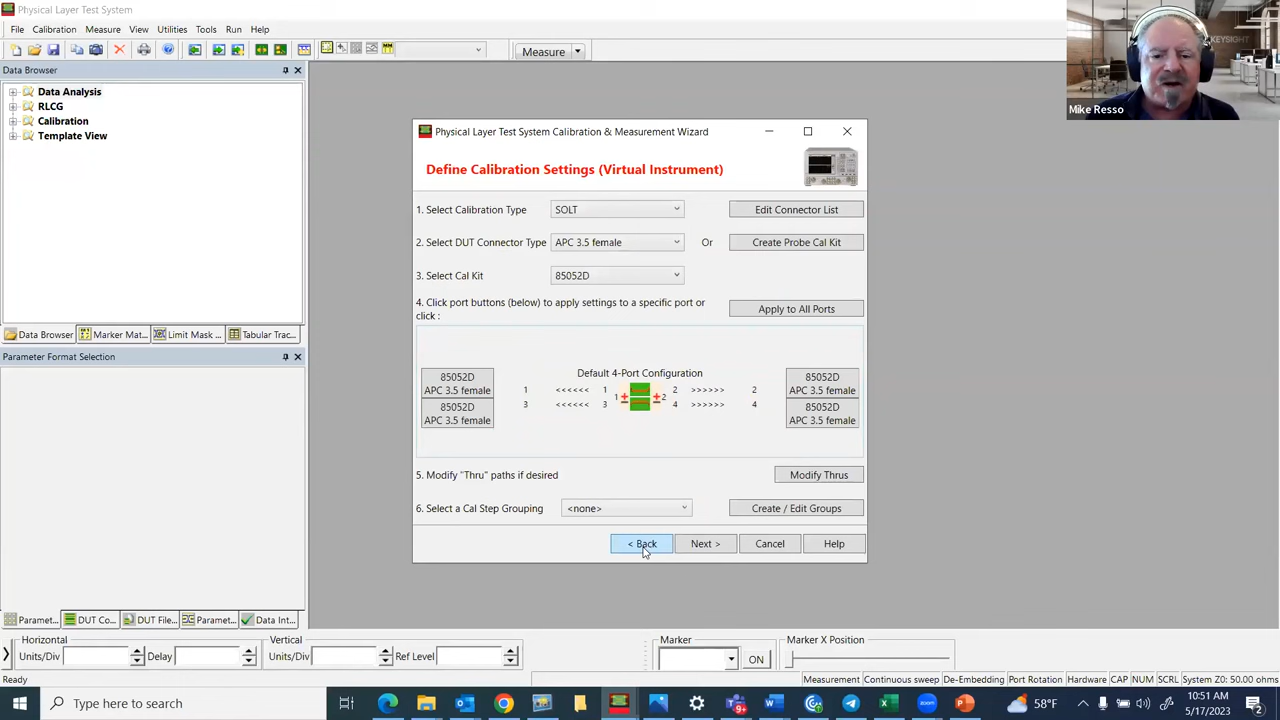 Physical Layer Test System
File Calibration Measure View Utilities Tools Run Help
Measure
KEYSIGHT
Mike Resso
Data Browser
Data Analysis
RLCG
Calibration
Template View
Data Browser Marker Mat... Limit Mask ... Tabular Trac...
Parameter Format Selection
Physical Layer Test System Calibration & Measurement Wizard
Define Calibration Settings (Virtual Instrument)
1. Select Calibration Type SOLT Edit Connector List
2. Select DUT Connector Type APC 3.5 female Or Create Probe Cal Kit
3. Select Cal Kit 85052D
4. Click port buttons (below) to apply settings to a specific port or
click :
Apply to All Ports
Default 4-Port Configuration
85052D
APC 3.5 female
85052D
APC 3.5 female
1 <<<<<< 1 2 >>>>>> 2
1 + + 2
3 <<<<<< 3 4 >>>>>> 4
85052D
APC 3.5 female
85052D
APC 3.5 female
5. Modify "Thru" paths if desired Modify Thrus
6. Select a Cal Step Grouping <none> Create / Edit Groups
< Back Next > Cancel Help
Paramet... DUT Co... DUT File... Paramet... Data Int...
Horizontal Vertical Marker Marker X Position
Units/Div Delay Units/Div Ref Level ON
Ready Measurement Continuous sweep De-Embedding Port Rotation Hardware CAP NUM SCRL System Z0: 50.00 ohms
Type here to search
58°F
10:51 AM
5/17/2023